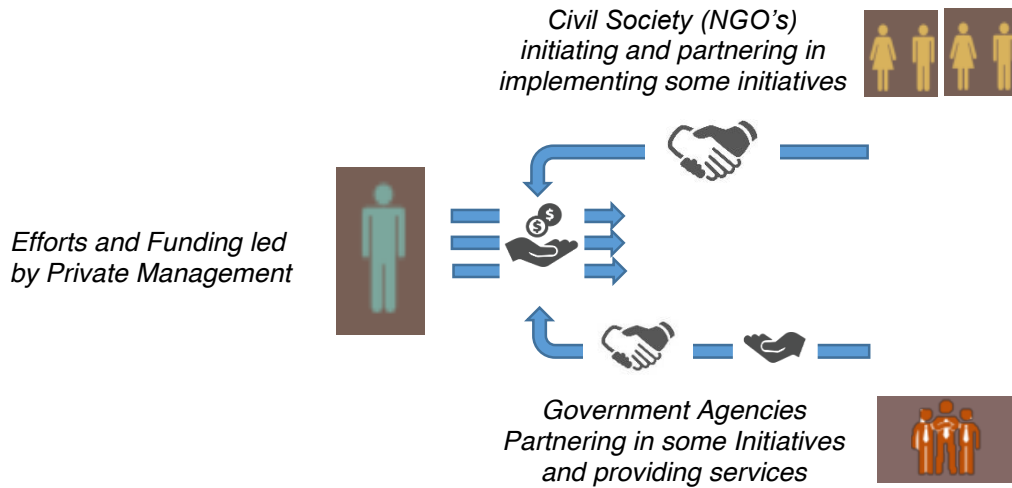 Civil Society (NGO's)
initiating and partnering in
implementing some initiatives
$
$
Efforts and Funding led
by Private Management
Government Agencies
Partnering in some Initiatives
and providing services